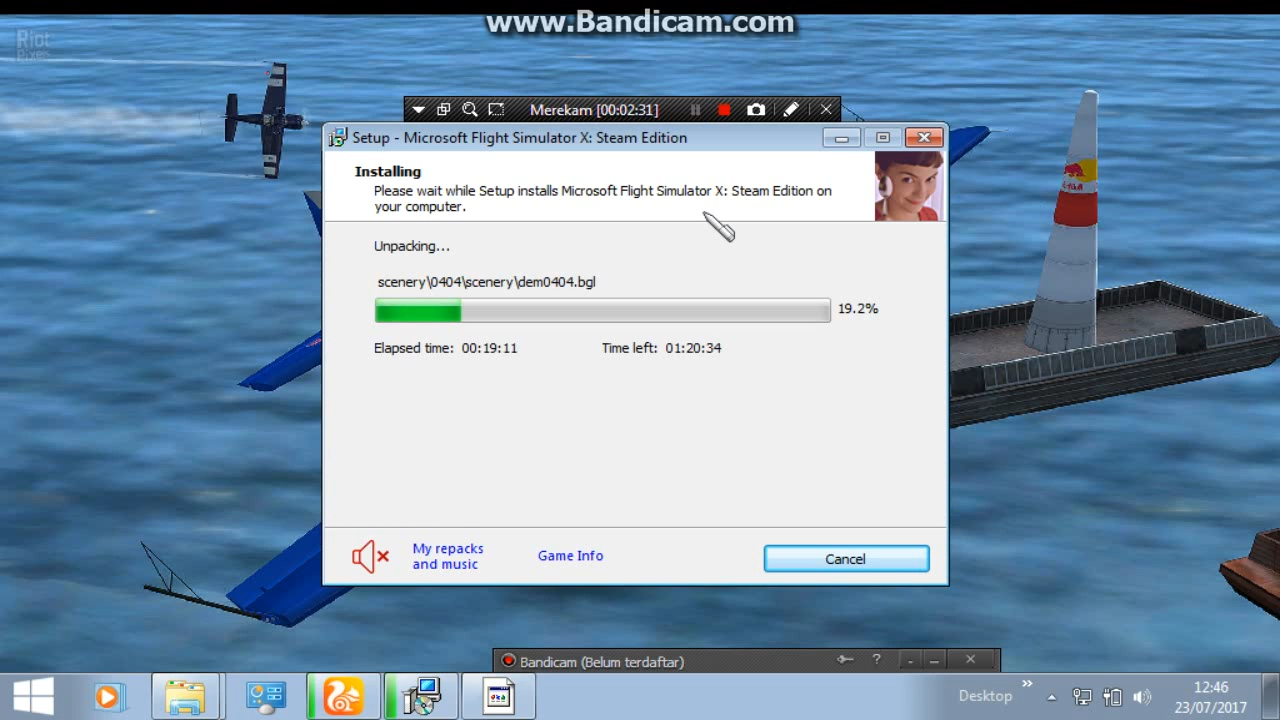 www.Bandicam.com
Riot
Pixels
Merekam [00:02:31]
Setup - Microsoft Flight Simulator X: Steam Edition
Installing
Please wait while Setup installs Microsoft Flight Simulator X: Steam Edition on
your computer.
Unpacking...
scenery\0404\scenery\dem0404.bgl
19.2%
Elapsed time: 00:19:11
Time left: 01:20:34
My repacks
and music
Game Info
Cancel
Bandicam (Belum terdaftar)
Desktop
12:46
23/07/2017